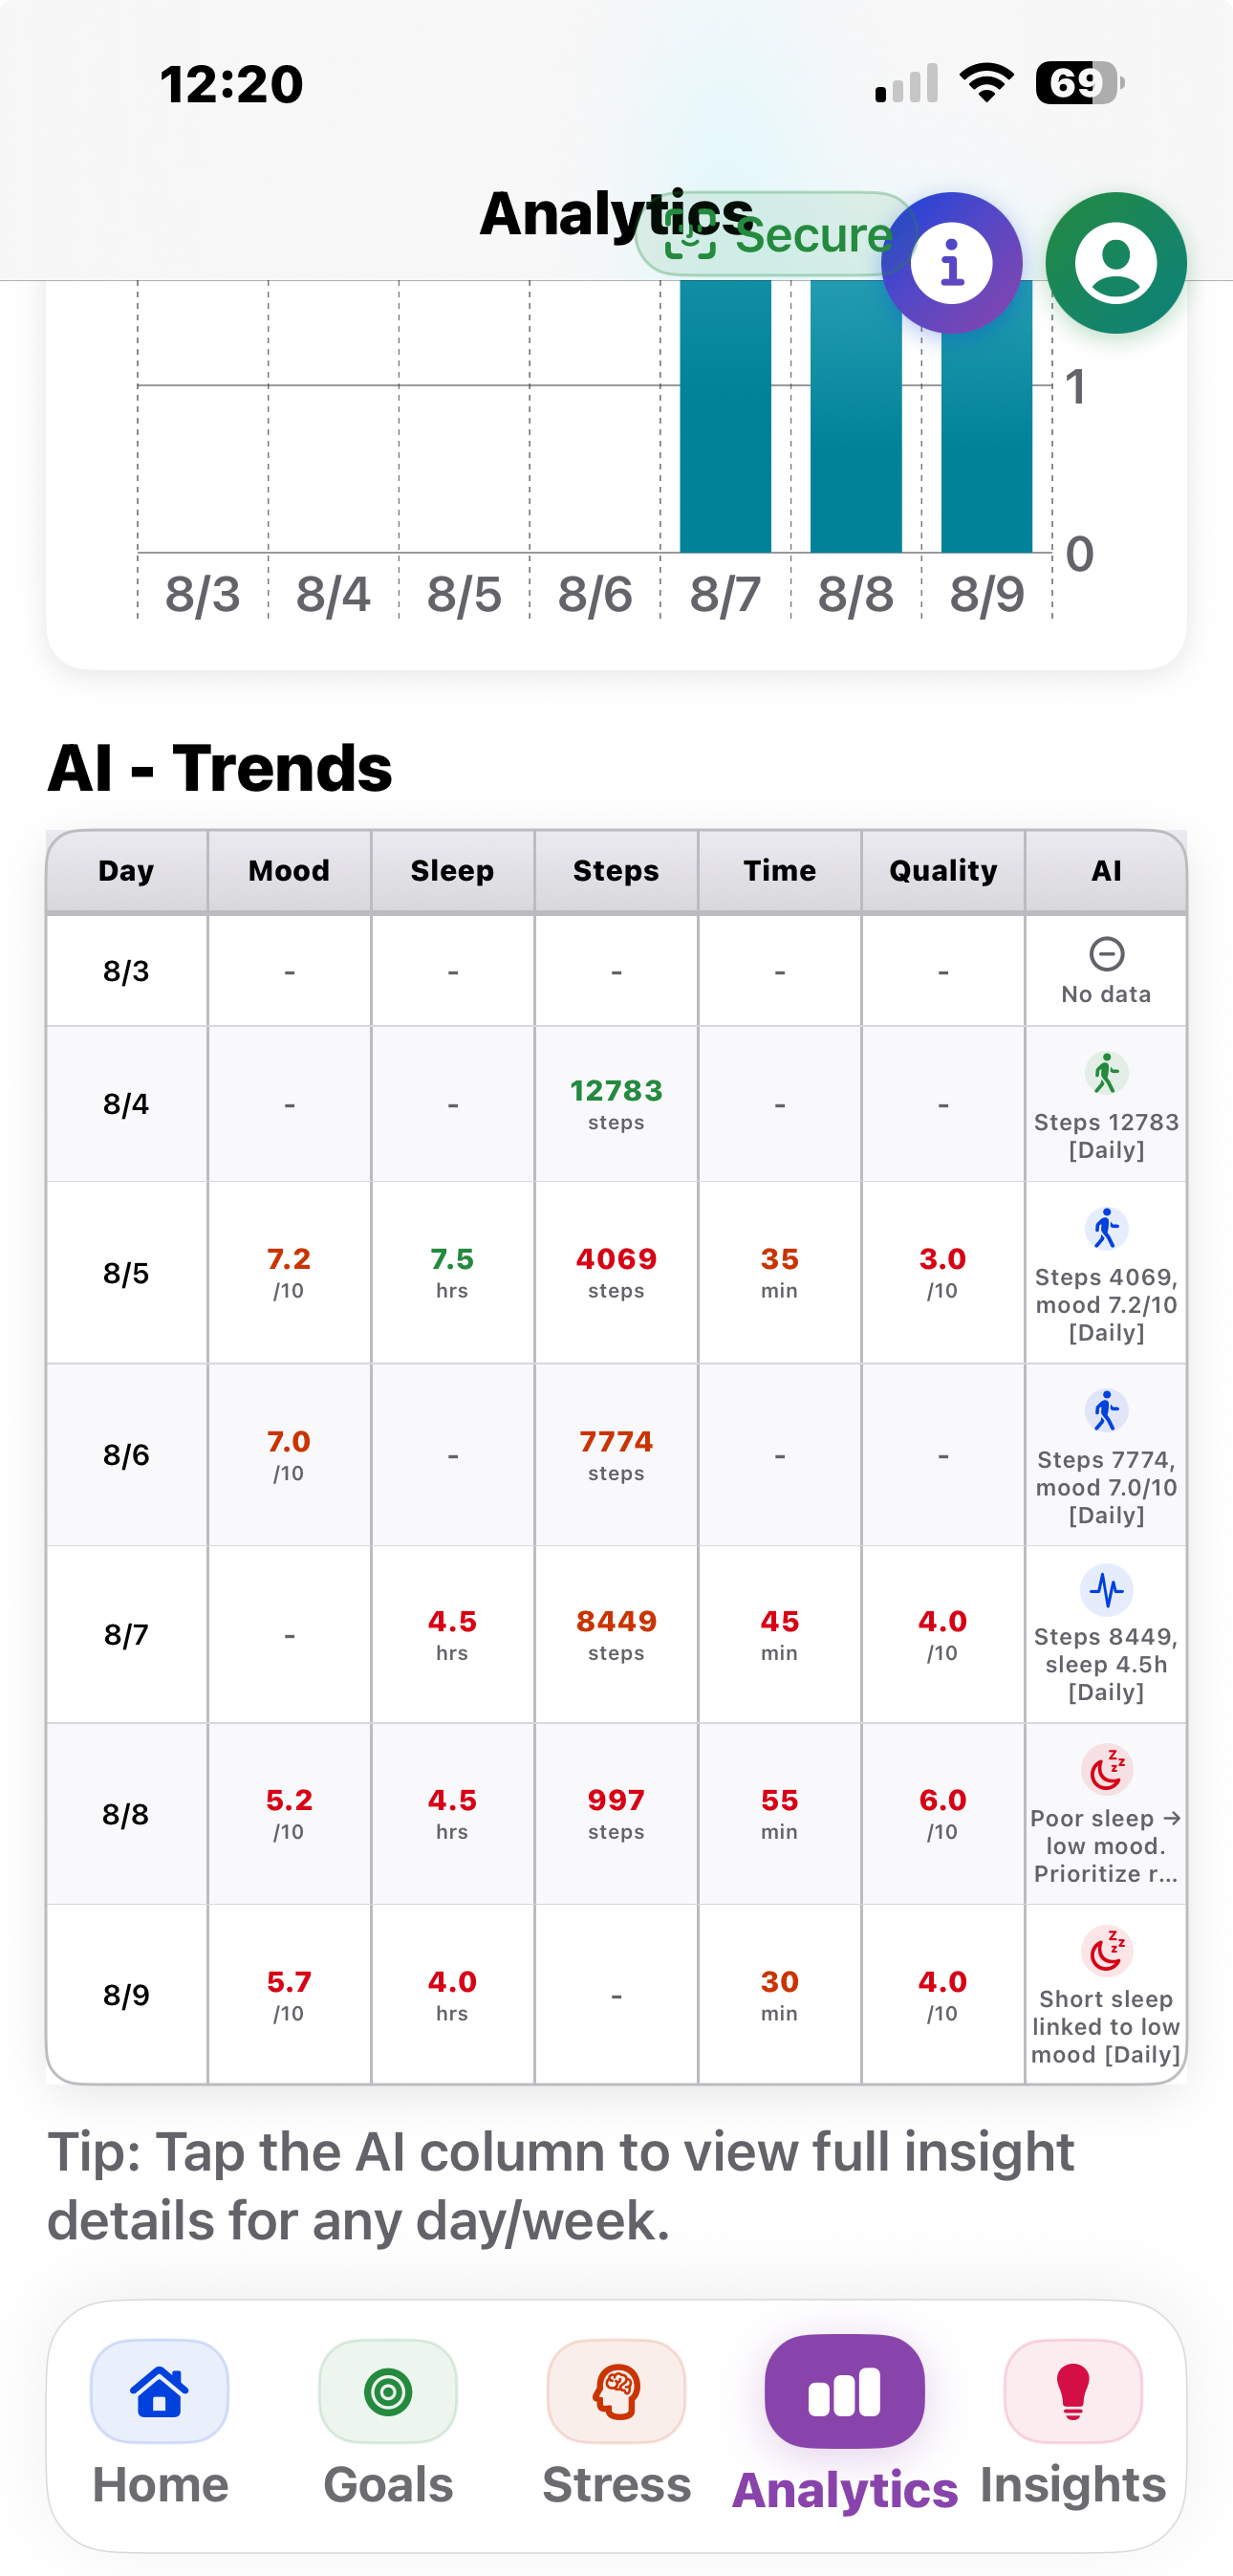 12:20
69
Analytics
Secure
1
0
8/3 8/4 8/5 8/6 8/7 8/8 8/9
AI - Trends
Day Mood Sleep Steps Time Quality AI
8/3 - - - - - No data
8/4 - - 12783 steps - - Steps 12783 [Daily]
8/5 7.2 /10 7.5 hrs 4069 steps 35 min 3.0 /10 Steps 4069, mood 7.2/10 [Daily]
8/6 7.0 /10 - 7774 steps - - Steps 7774, mood 7.0/10 [Daily]
8/7 - 4.5 hrs 8449 steps 45 min 4.0 /10 Steps 8449, sleep 4.5h [Daily]
8/8 5.2 /10 4.5 hrs 997 steps 55 min 6.0 /10 Poor sleep → low mood. Prioritize r...
8/9 5.7 /10 4.0 hrs - 30 min 4.0 /10 Short sleep linked to low mood [Daily]
Tip: Tap the AI column to view full insight
details for any day/week.
Home Goals Stress Analytics Insights